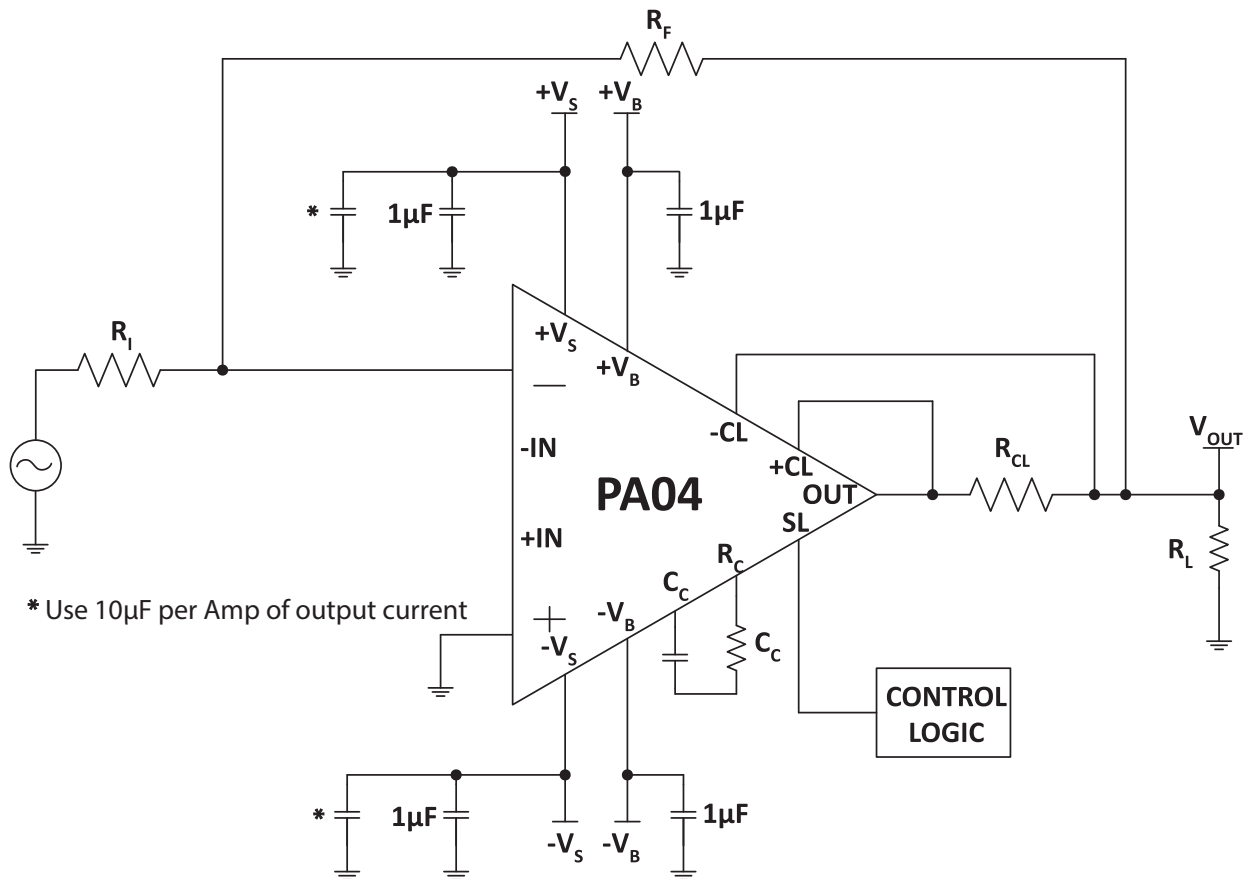 R_F
+V_S +V_B
* 1µF 1µF
R_I
+V_S
+V_B
-CL
+CL
-IN
PA04
OUT
R_CL
V_OUT
+IN
SL
R_C
C_C
R_L
* Use 10µF per Amp of output current
-V_B
-V_S
C_C
CONTROL
LOGIC
* 1µF 1µF
-V_S -V_B